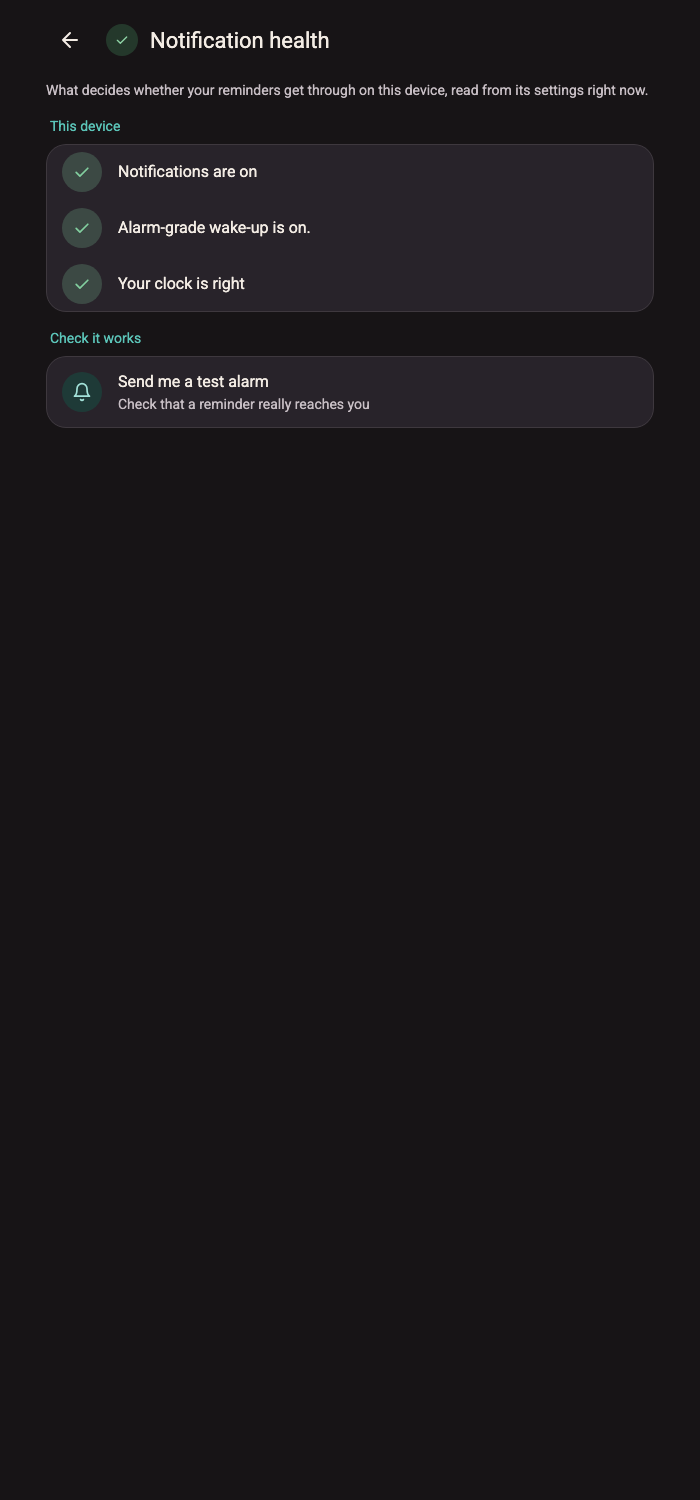 Notification health
What decides whether your reminders get through on this device, read from its settings right now.
This device
Notifications are on
Alarm-grade wake-up is on.
Your clock is right
Check it works
Send me a test alarm
Check that a reminder really reaches you